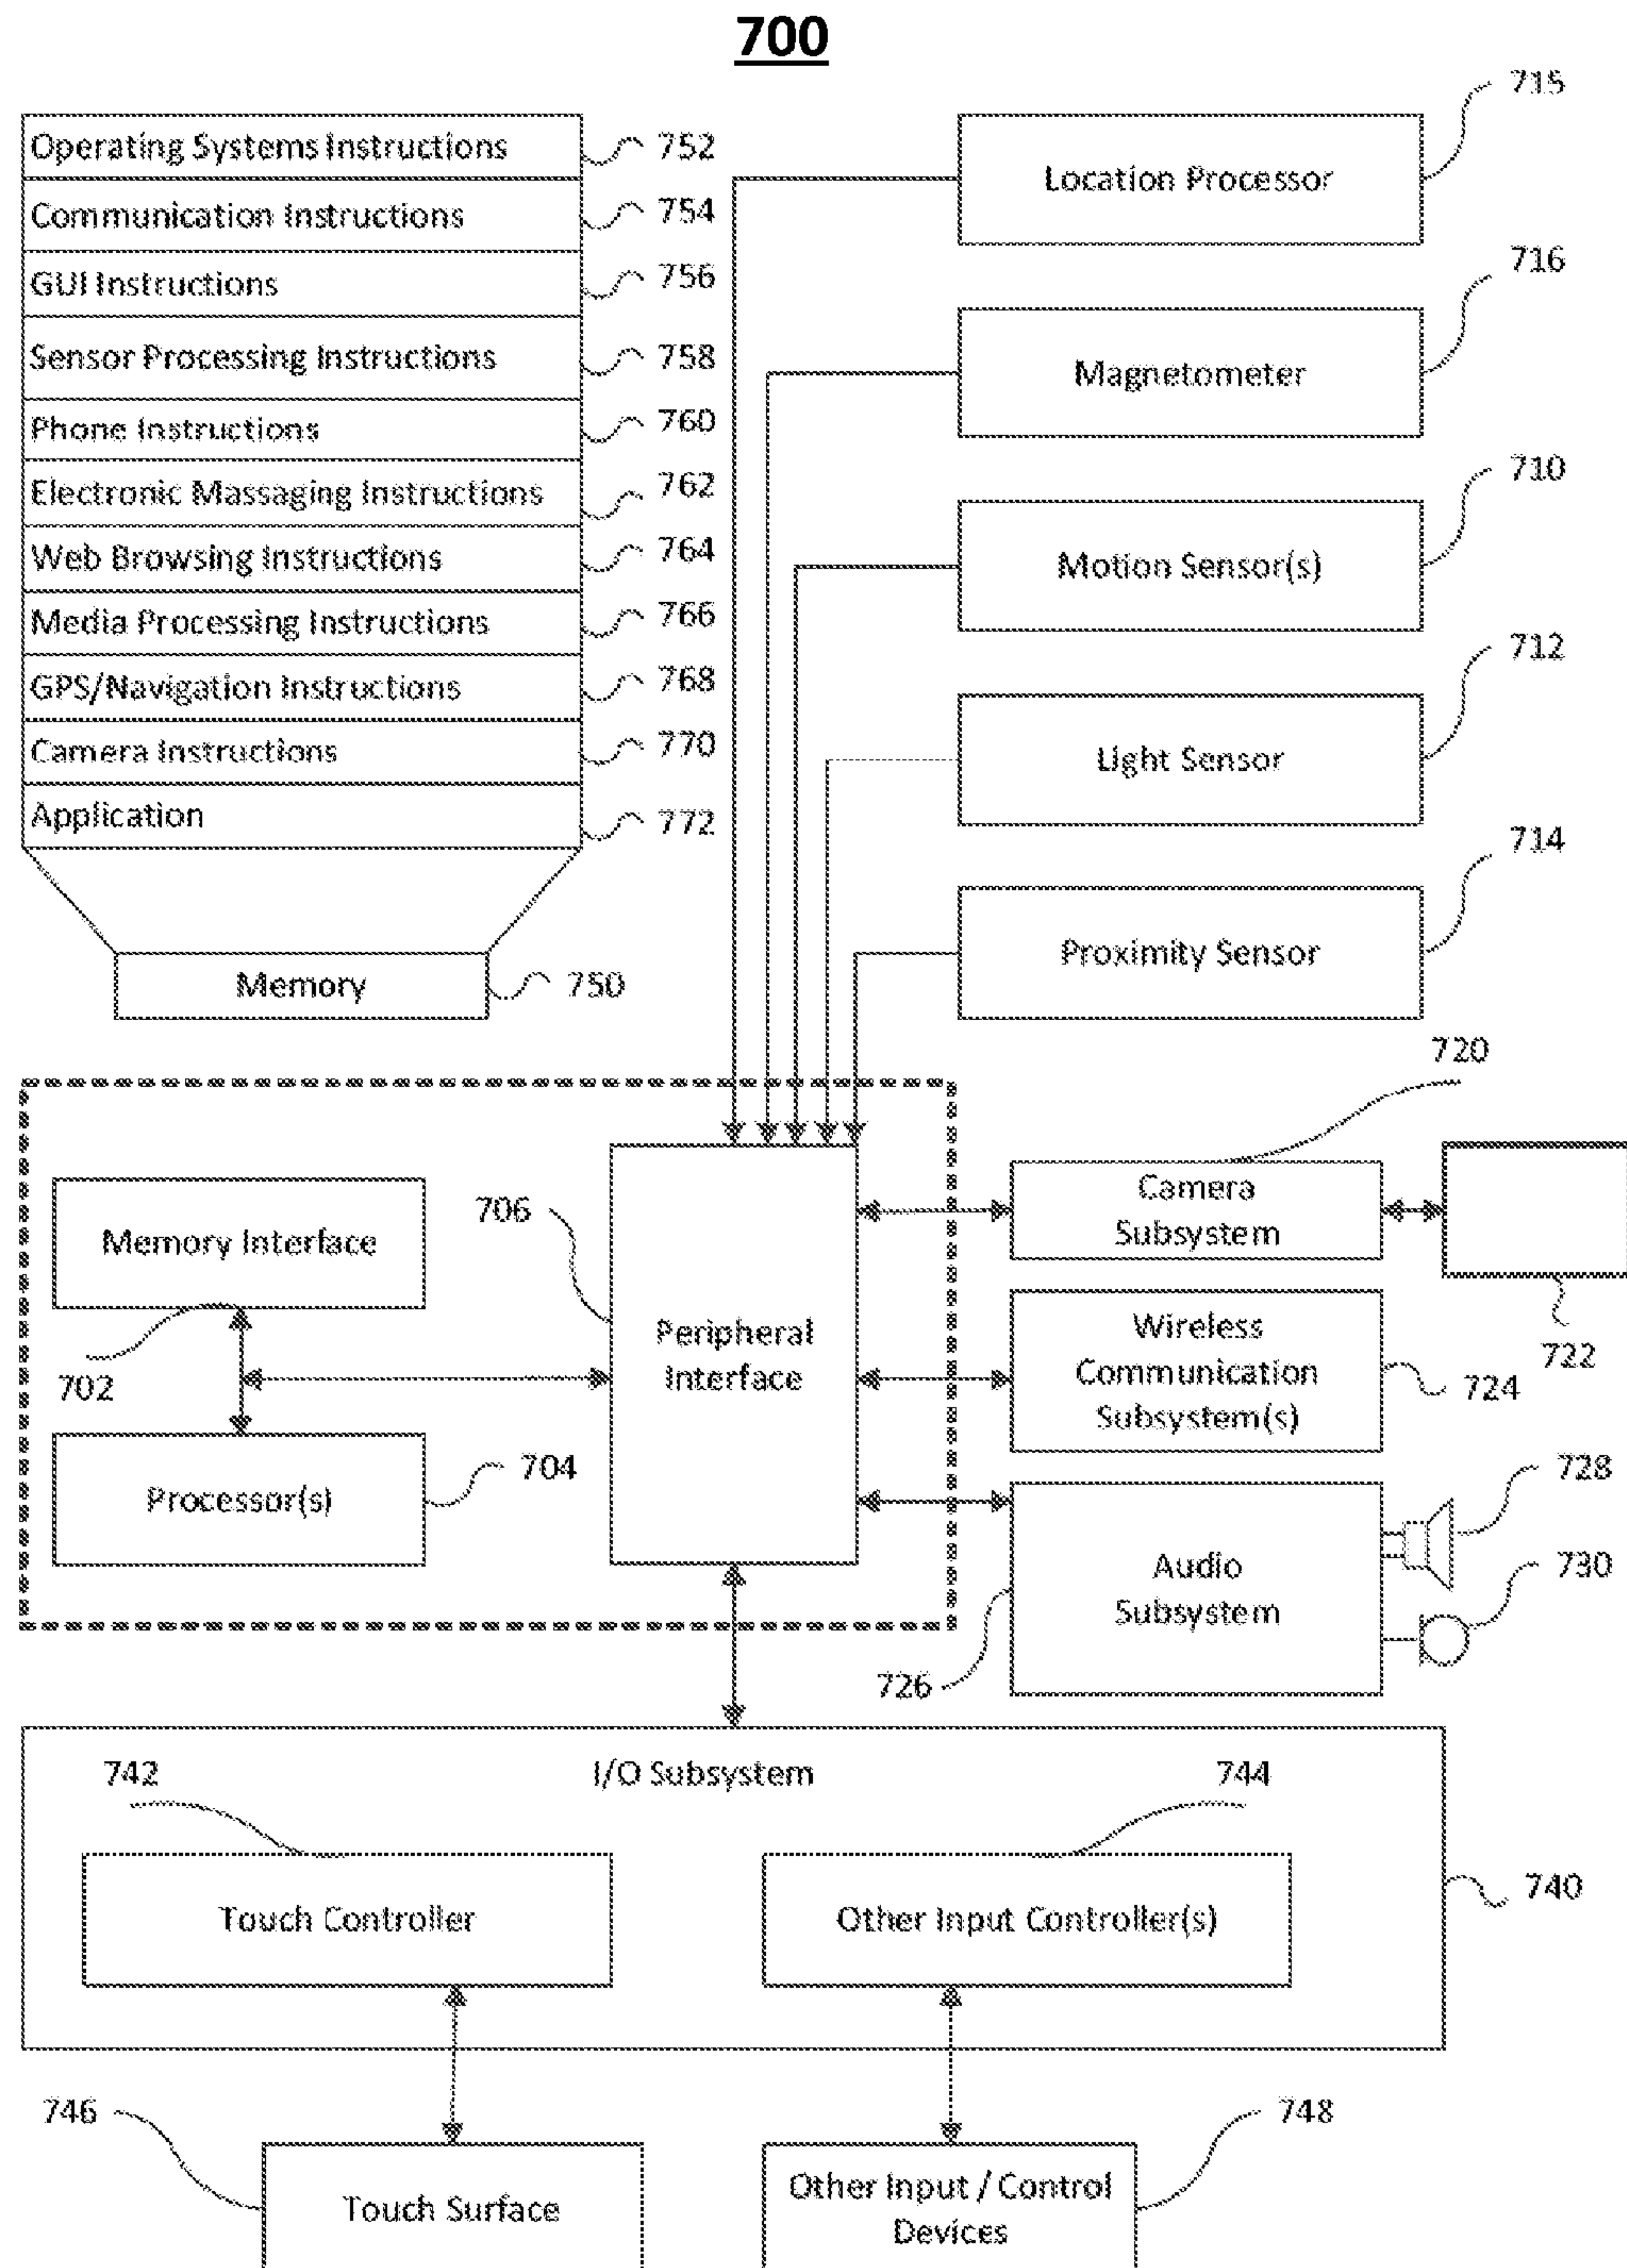 700
Operating Systems Instructions
752
Communication Instructions
754
GUI Instructions
756
Sensor Processing Instructions
758
Phone Instructions
760
Electronic Massaging Instructions
762
Web Browsing Instructions
764
Media Processing Instructions
766
GPS/Navigation Instructions
768
Camera Instructions
770
Application
772
Memory
750
715
Location Processor
716
Magnetometer
710
Motion Sensor(s)
712
Light Sensor
714
Proximity Sensor
720
Memory Interface
702
Processor(s)
704
706
Peripheral
Interface
Camera
Subsystem
722
Wireless
Communication
Subsystem(s)
724
Audio
Subsystem
726
728
730
I/O Subsystem
740
742
Touch Controller
744
Other Input Controller(s)
746
Touch Surface
748
Other Input / Control
Devices